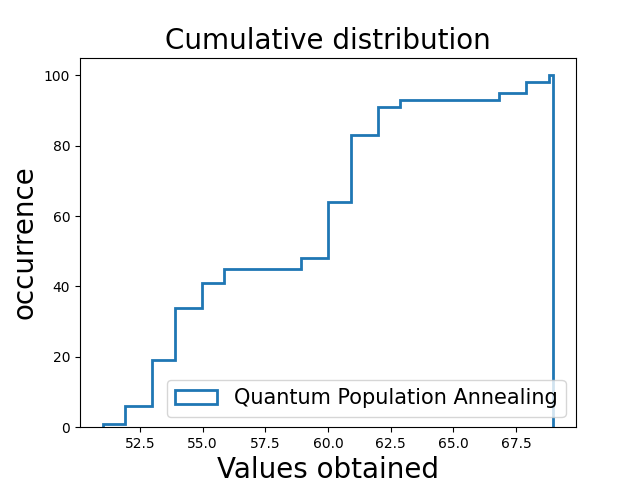 Cumulative distribution
occurrence
100
80
60
40
20
0
Quantum Population Annealing
52.5 55.0 57.5 60.0 62.5 65.0 67.5
Values obtained